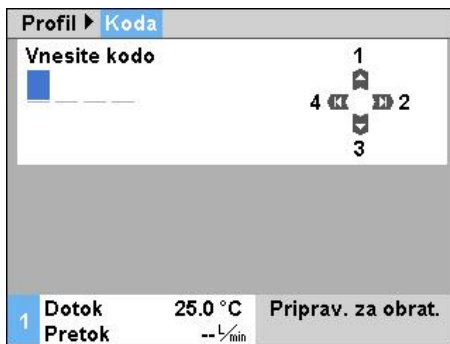 Profil Koda
Vnesite kodo
1
4 2
3
1
Dotok 25.0 °C
Pretok -- L/min
Priprav. za obrat.